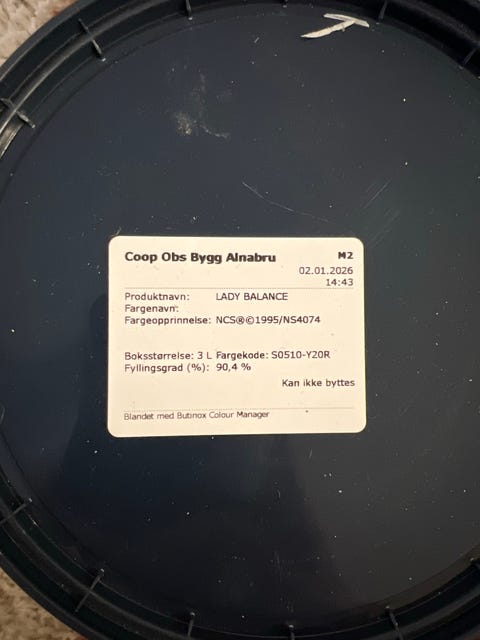 Coop Obs Bygg Alnabru M2
02.01.2026
14:43
Produktnavn: LADY BALANCE
Fargenavn:
Fargeopprinnelse: NCS®©1995/NS4074
Boksstørrelse: 3 L Fargekode: S0510-Y20R
Fyllingsgrad (%): 90,4 %
Kan ikke byttes
Blandet med Butinox Colour Manager